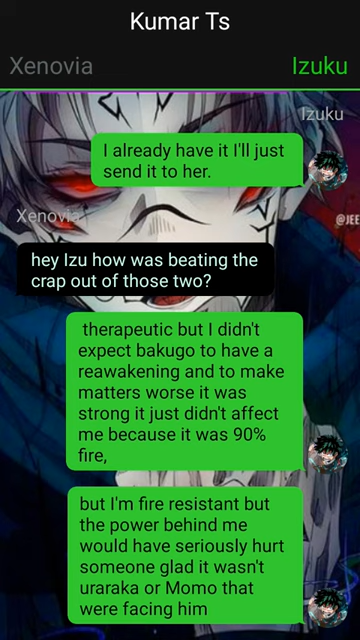 Kumar Ts
Xenovia Izuku
Izuku
I already have it I'll just
send it to her.
Xenovia
@JEE
hey Izu how was beating the
crap out of those two?
therapeutic but I didn't
expect bakugo to have a
reawakening and to make
matters worse it was
strong it just didn't affect
me because it was 90%
fire,
but I'm fire resistant but
the power behind me
would have seriously hurt
someone glad it wasn't
uraraka or Momo that
were facing him